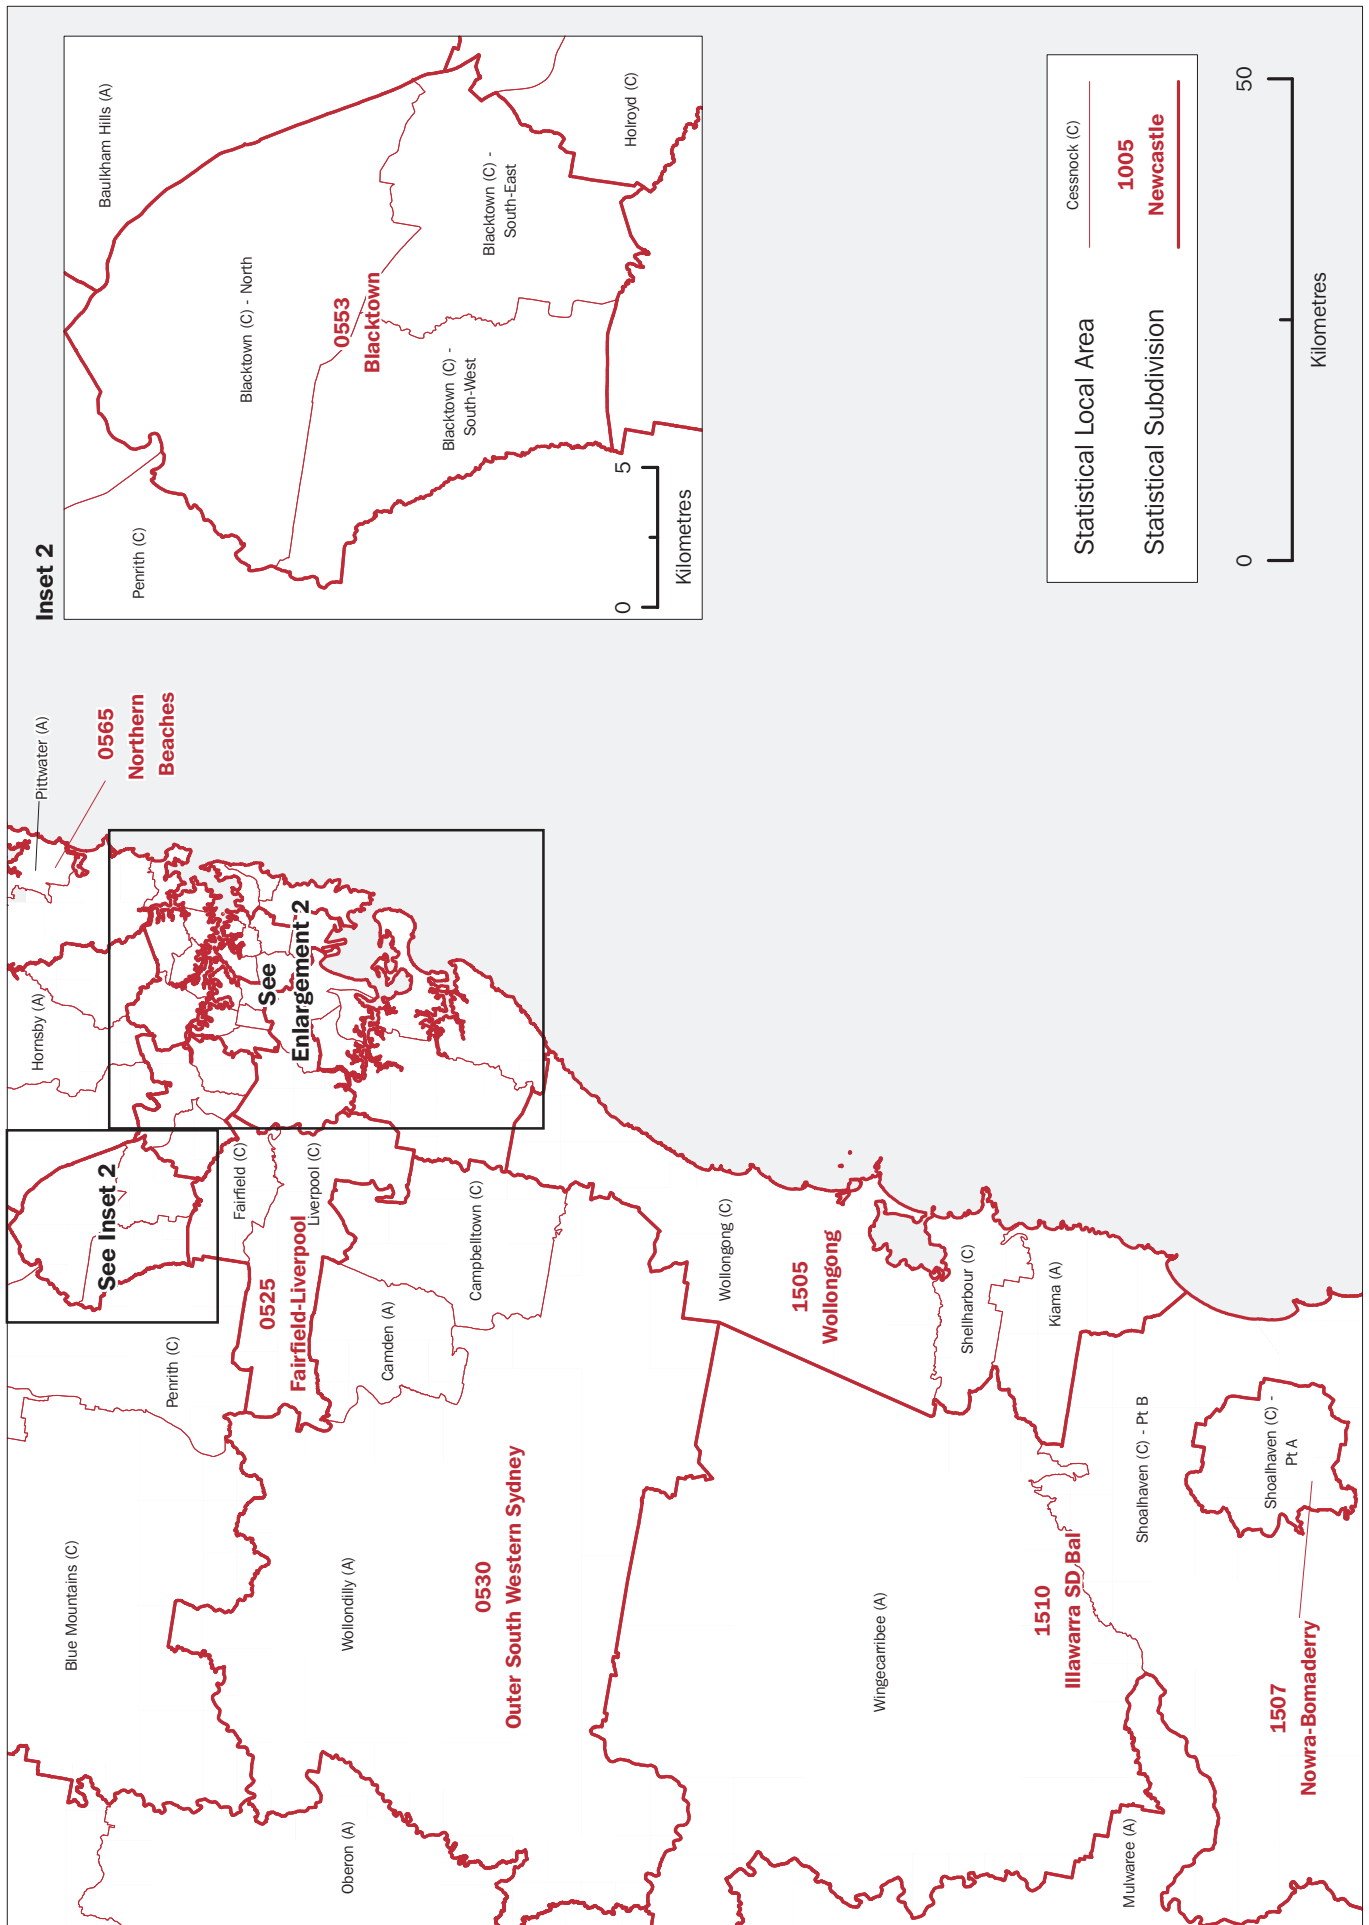 Inset 2
Baulkham Hills (A)
Penrith (C)
Blacktown (C) - North
0553
Blacktown
Blacktown (C) -
South-West
Blacktown (C) -
South-East
Holroyd (C)
0
5
Kilometres
Pittwater (A)
0565
Northern
Beaches
Hornsby (A)
See
Enlargement 2
See Inset 2
Fairfield (C)
Liverpool (C)
0525
Fairfield-Liverpool
Penrith (C)
Camden (A)
Campbelltown (C)
Blue Mountains (C)
Wollondilly (A)
0530
Outer South Western Sydney
Oberon (A)
Wollongong (C)
1505
Wollongong
Shellharbour (C)
Kiama (A)
Wingecarribee (A)
1510
Illawarra SD Bal
Shoalhaven (C) - Pt B
Shoalhaven (C) -
Pt A
1507
Nowra-Bomaderry
Mulwaree (A)
Statistical Local Area
Cessnock (C)
Statistical Subdivision
1005
Newcastle
0
50
Kilometres